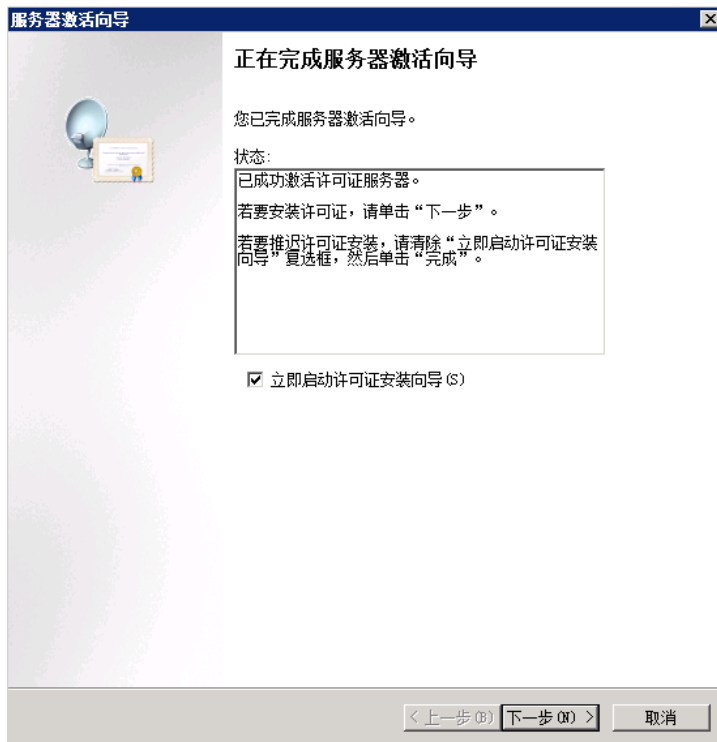 服务器激活向导
正在完成服务器激活向导
您已完成服务器激活向导。
状态:
已成功激活许可证服务器。
若要安装许可证，请单击“下一步”。
若要推迟许可证安装，请清除“立即启动许可证安装
向导”复选框，然后单击“完成”。
立即启动许可证安装向导(S)
< 上一步(B) 下一步(N) > 取消